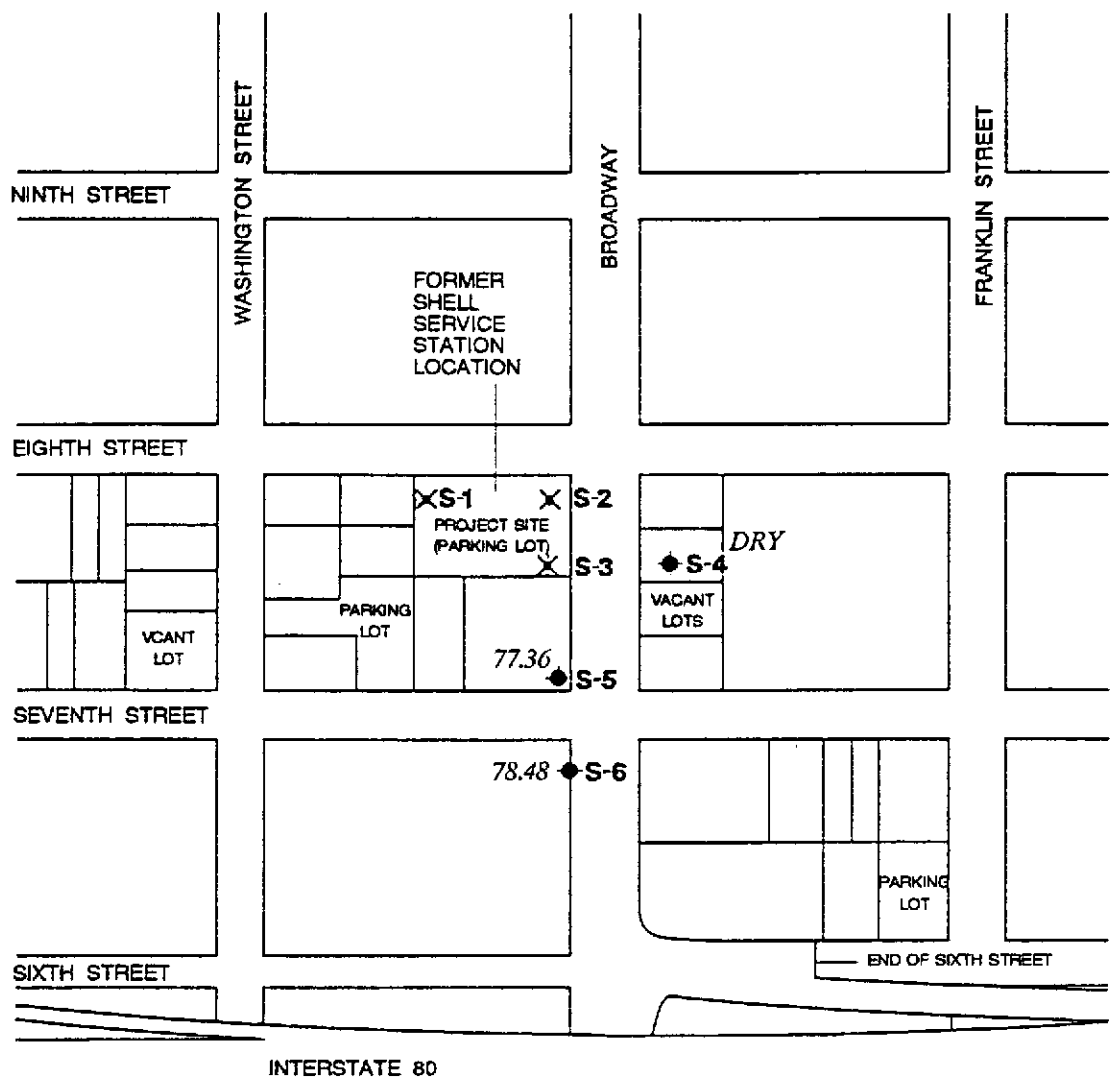 NINTH STREET
WASHINGTON STREET
BROADWAY
FRANKLIN STREET
FORMER
SHELL
SERVICE
STATION
LOCATION
EIGHTH STREET
S-1
S-2
PROJECT SITE
(PARKING LOT)
S-3
DRY
S-4
VACANT
LOTS
PARKING
LOT
VCANT
LOT
77.36
S-5
SEVENTH STREET
78.48
S-6
PARKING
LOT
SIXTH STREET
END OF SIXTH STREET
INTERSTATE 80